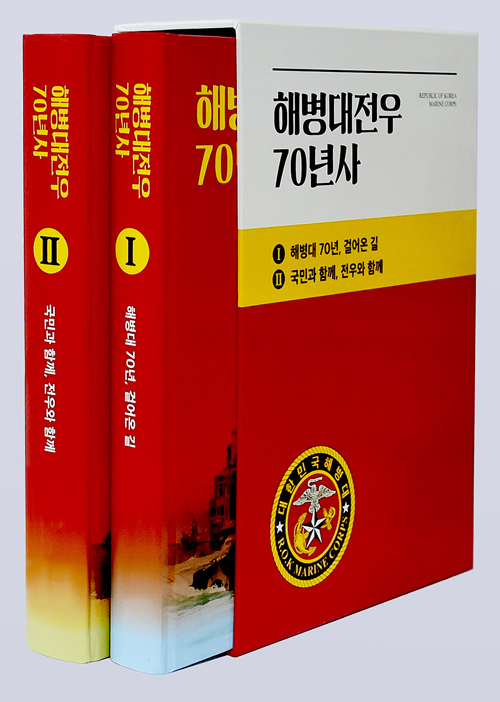 해병대전우
70년사
II
국민과 함께, 전우와 함께
해병대전우
70년사
I
해병대 70년, 걸어온 길
해병
70
REPUBLIC OF KOREA
MARINE CORPS
해병대전우
70년사
I 해병대 70년, 걸어온 길
II 국민과 함께, 전우와 함께
대한민국해병대
R.O.K MARINE CORPS